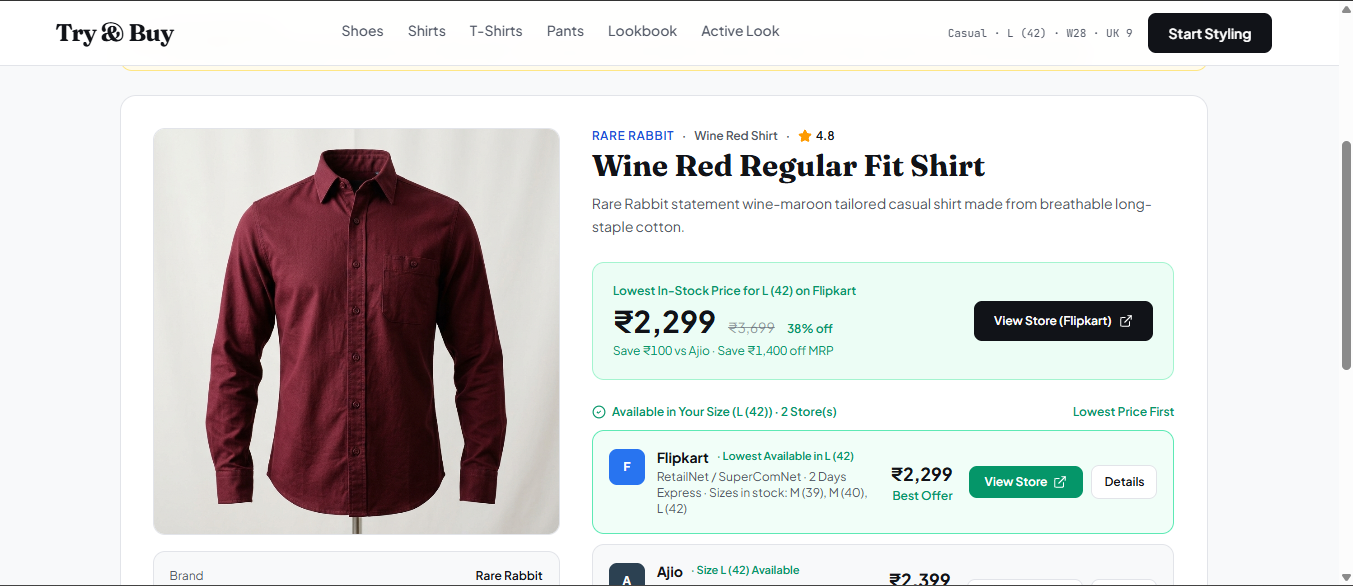 Try & Buy
Shoes Shirts T-Shirts Pants Lookbook Active Look
Casual · L (42) · W28 · UK 9
Start Styling
RARE RABBIT · Wine Red Shirt · 4.8
Wine Red Regular Fit Shirt
Rare Rabbit statement wine-maroon tailored casual shirt made from breathable long-
staple cotton.
Lowest In-Stock Price for L (42) on Flipkart
₹2,299 ₹3,699 38% off
Save ₹100 vs Ajio · Save ₹1,400 off MRP
View Store (Flipkart)
Available in Your Size (L (42)) · 2 Store(s)
Lowest Price First
F
Flipkart · Lowest Available in L (42)
RetailNet / SuperComNet · 2 Days
Express · Sizes in stock: M (39), M (40),
L (42)
₹2,299
Best Offer
View Store
Details
Brand Rare Rabbit
A
Ajio · Size L (42) Available
₹2,399